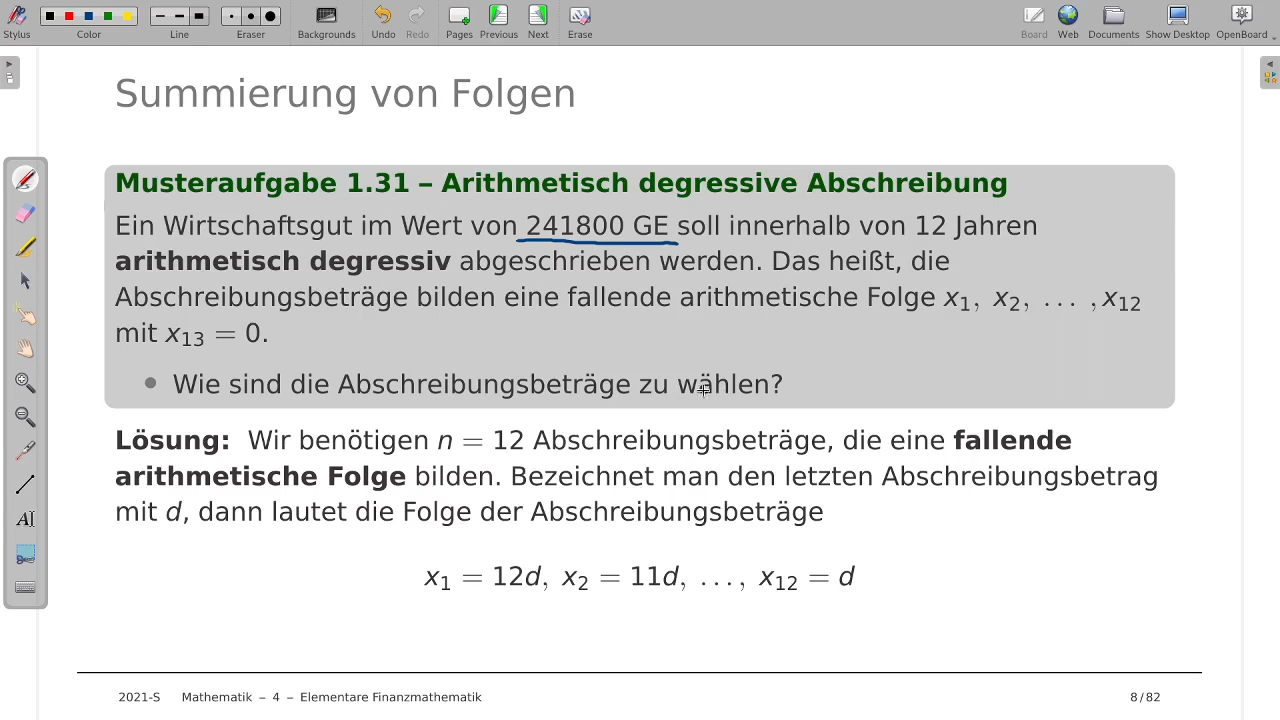 Stylus Color Line Eraser Backgrounds Undo Redo Pages Previous Next Erase Board Web Documents Show Desktop OpenBoard
Summierung von Folgen
Musteraufgabe 1.31 – Arithmetisch degressive Abschreibung
Ein Wirtschaftsgut im Wert von 241800 GE soll innerhalb von 12 Jahren
arithmetisch degressiv abgeschrieben werden. Das heißt, die
Abschreibungsbeträge bilden eine fallende arithmetische Folge x₁, x₂, … , x₁₂
mit x₁₃ = 0.
• Wie sind die Abschreibungsbeträge zu wählen?
Lösung: Wir benötigen n = 12 Abschreibungsbeträge, die eine fallende
arithmetische Folge bilden. Bezeichnet man den letzten Abschreibungsbetrag
mit d, dann lautet die Folge der Abschreibungsbeträge
x₁ = 12d, x₂ = 11d, …, x₁₂ = d
2021-S Mathematik – 4 – Elementare Finanzmathematik 8/82